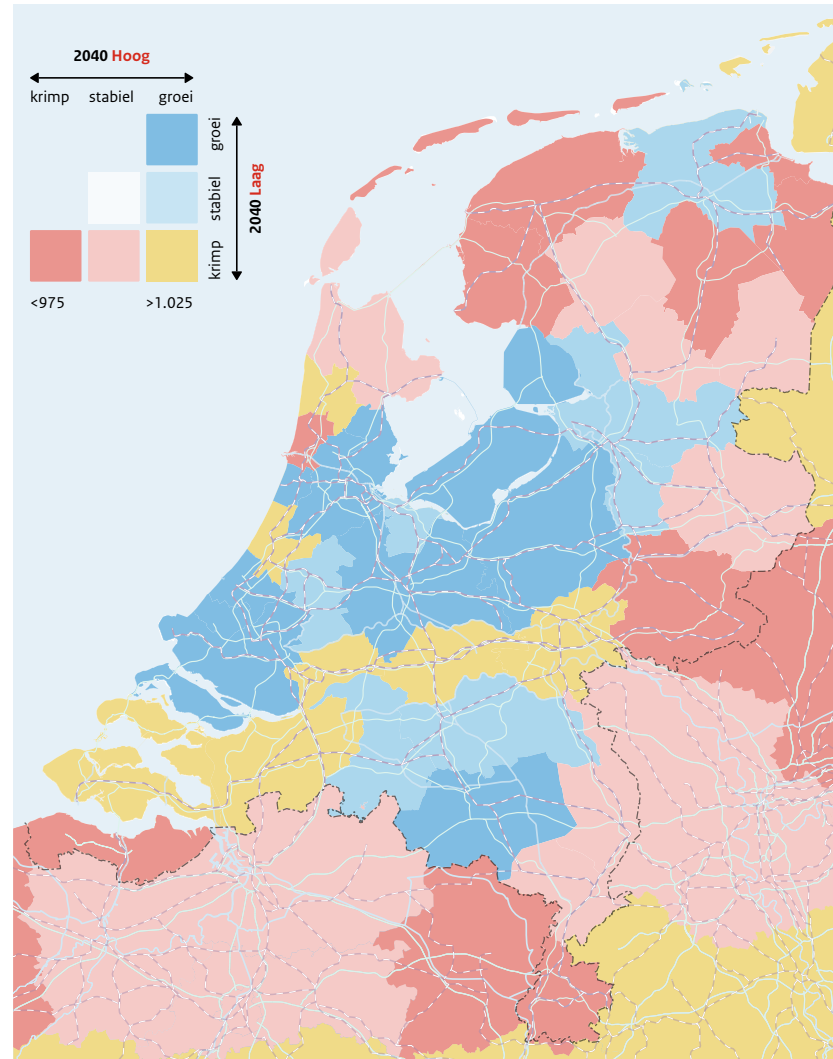 2040 Hoog
krimp stabiel groei
groei
stabiel
krimp
2040 Laag
<975 >1.025